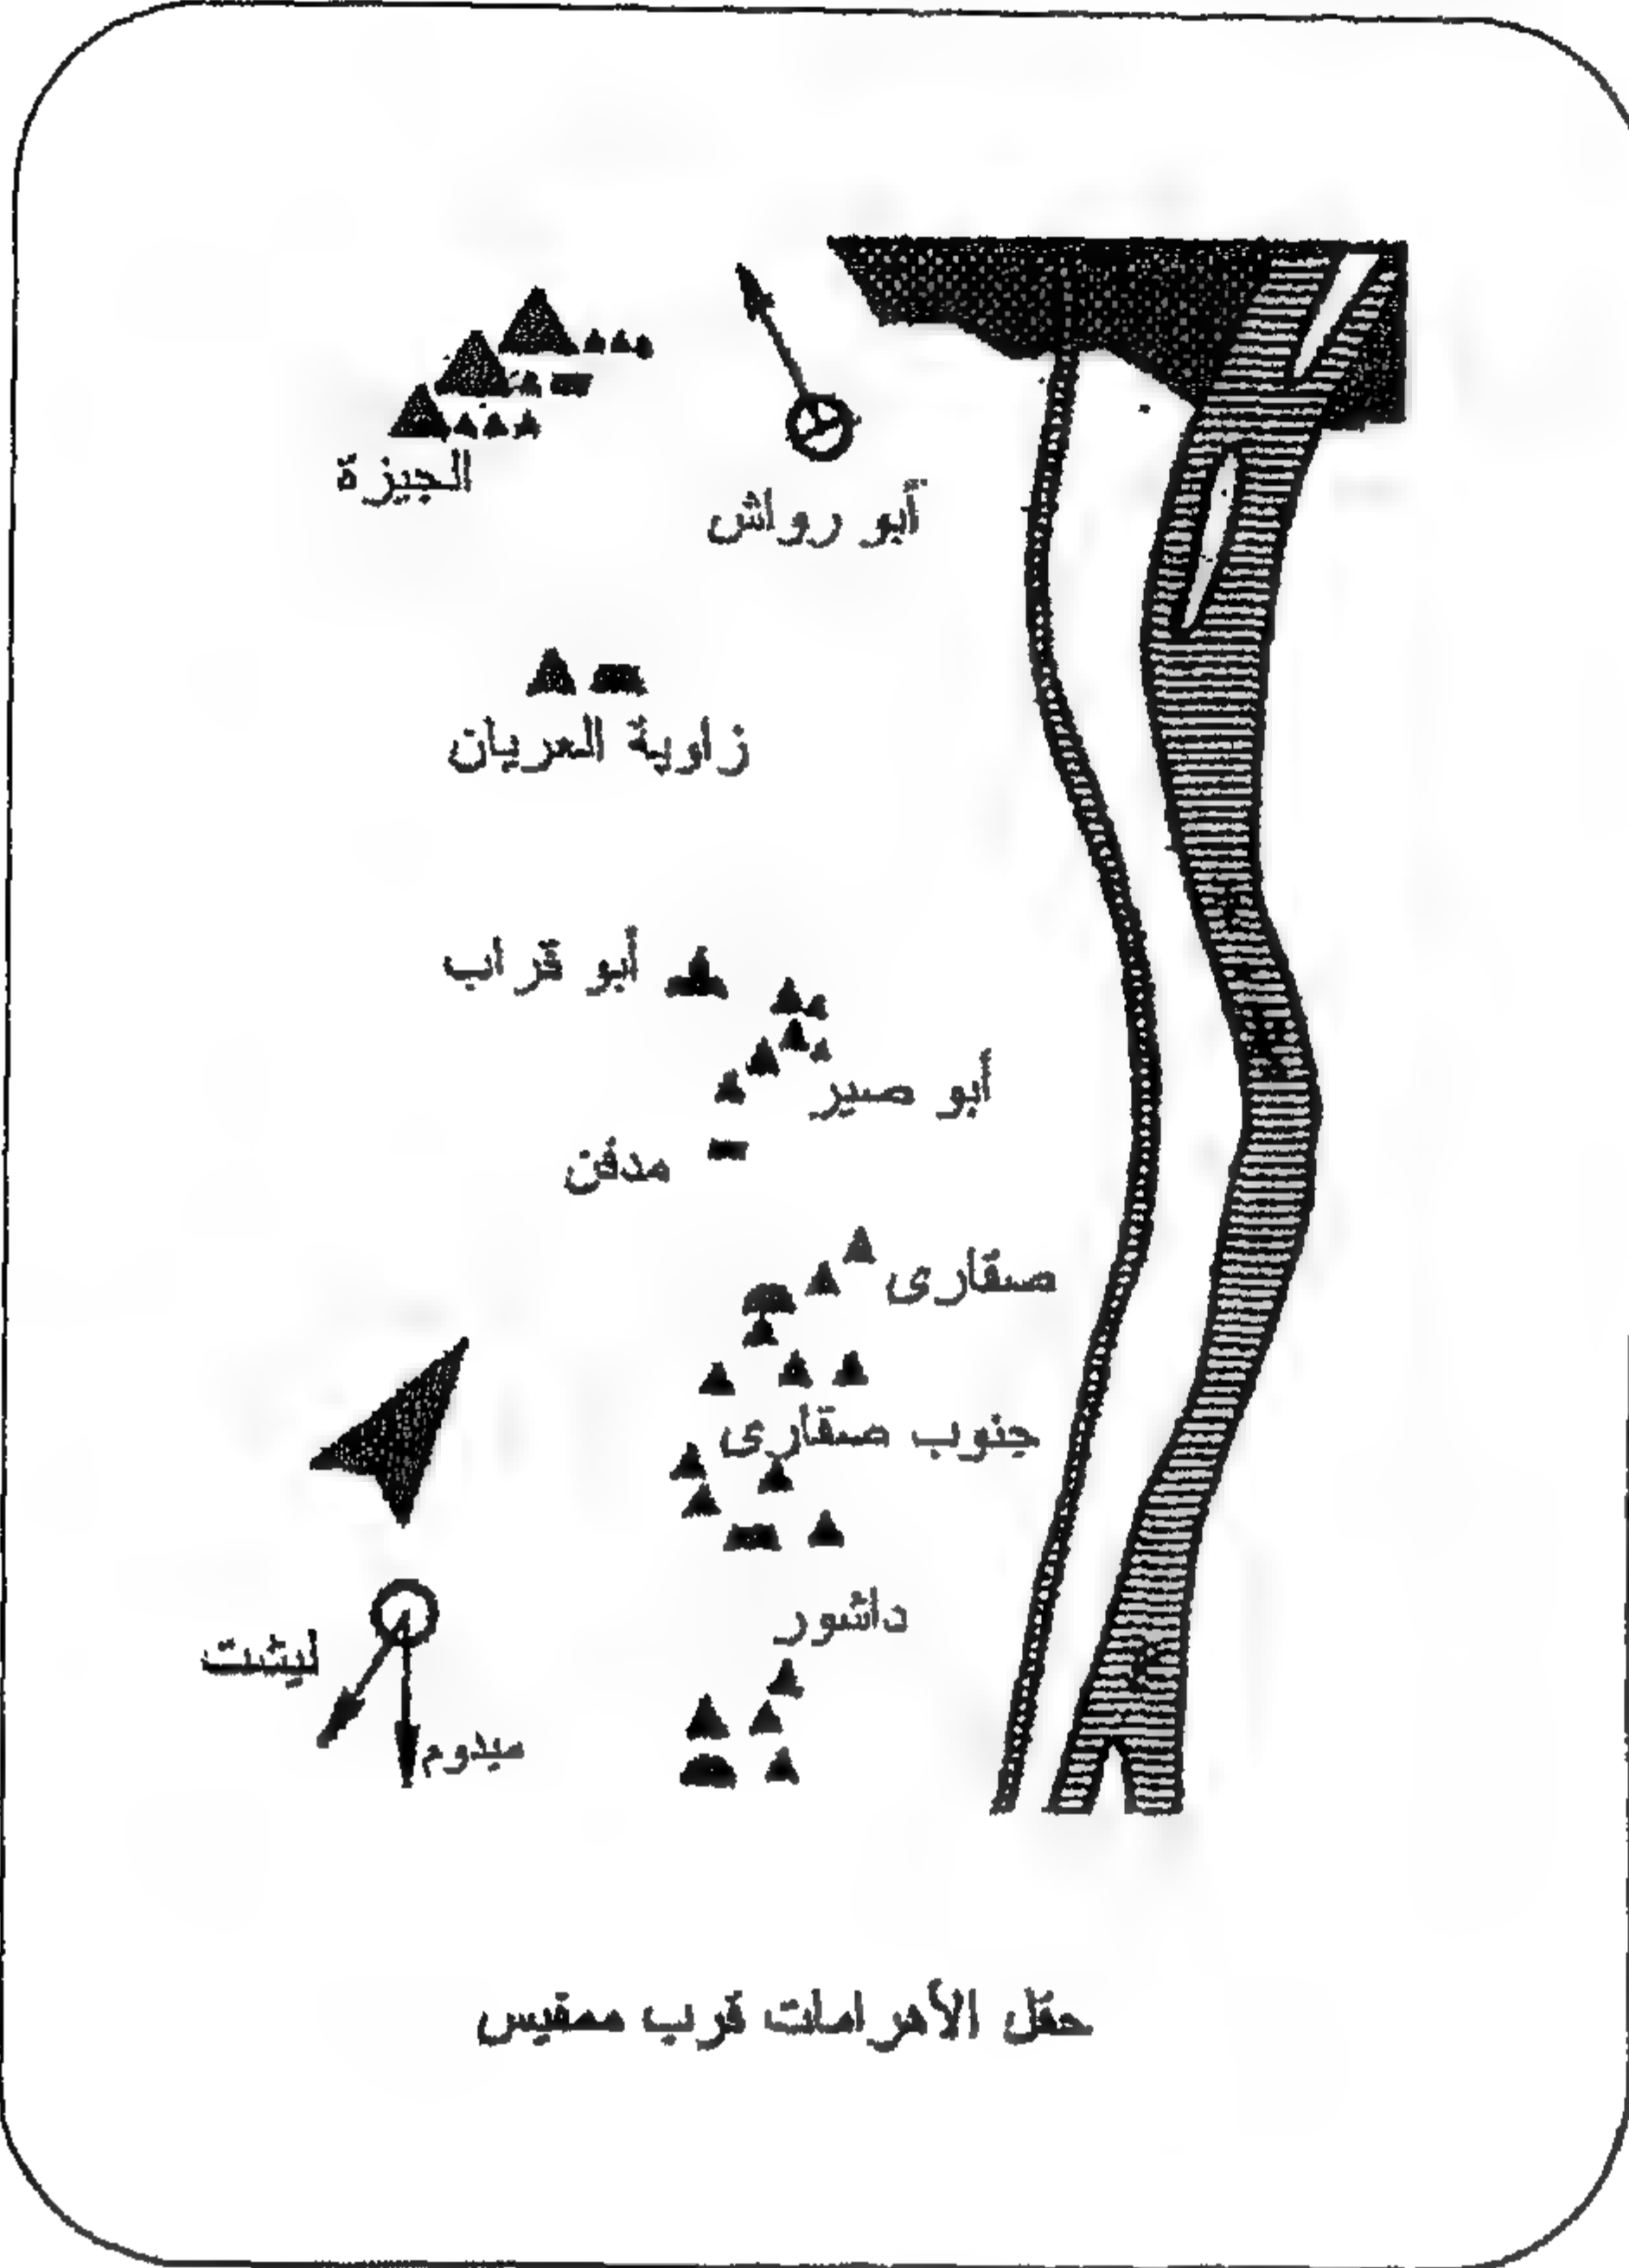 الجيزة
أبو رواش
زاوية العريان
أبو قراب
أبو صير
مدفن
صقارى
جنوب صقارى
داشور
ليشت
ميدوم
حقل الأهرامات قرب ممفيس